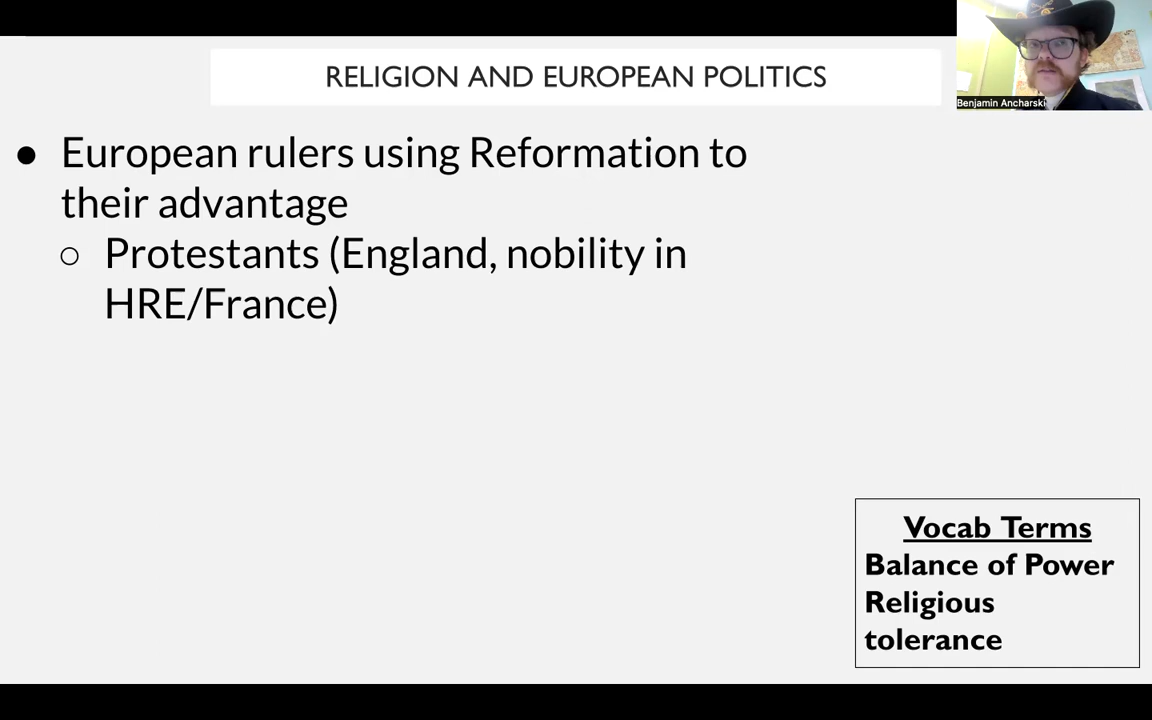 RELIGION AND EUROPEAN POLITICS
Benjamin Ancharski
● European rulers using Reformation to
their advantage
○ Protestants (England, nobility in
HRE/France)
Vocab Terms
Balance of Power
Religious
tolerance